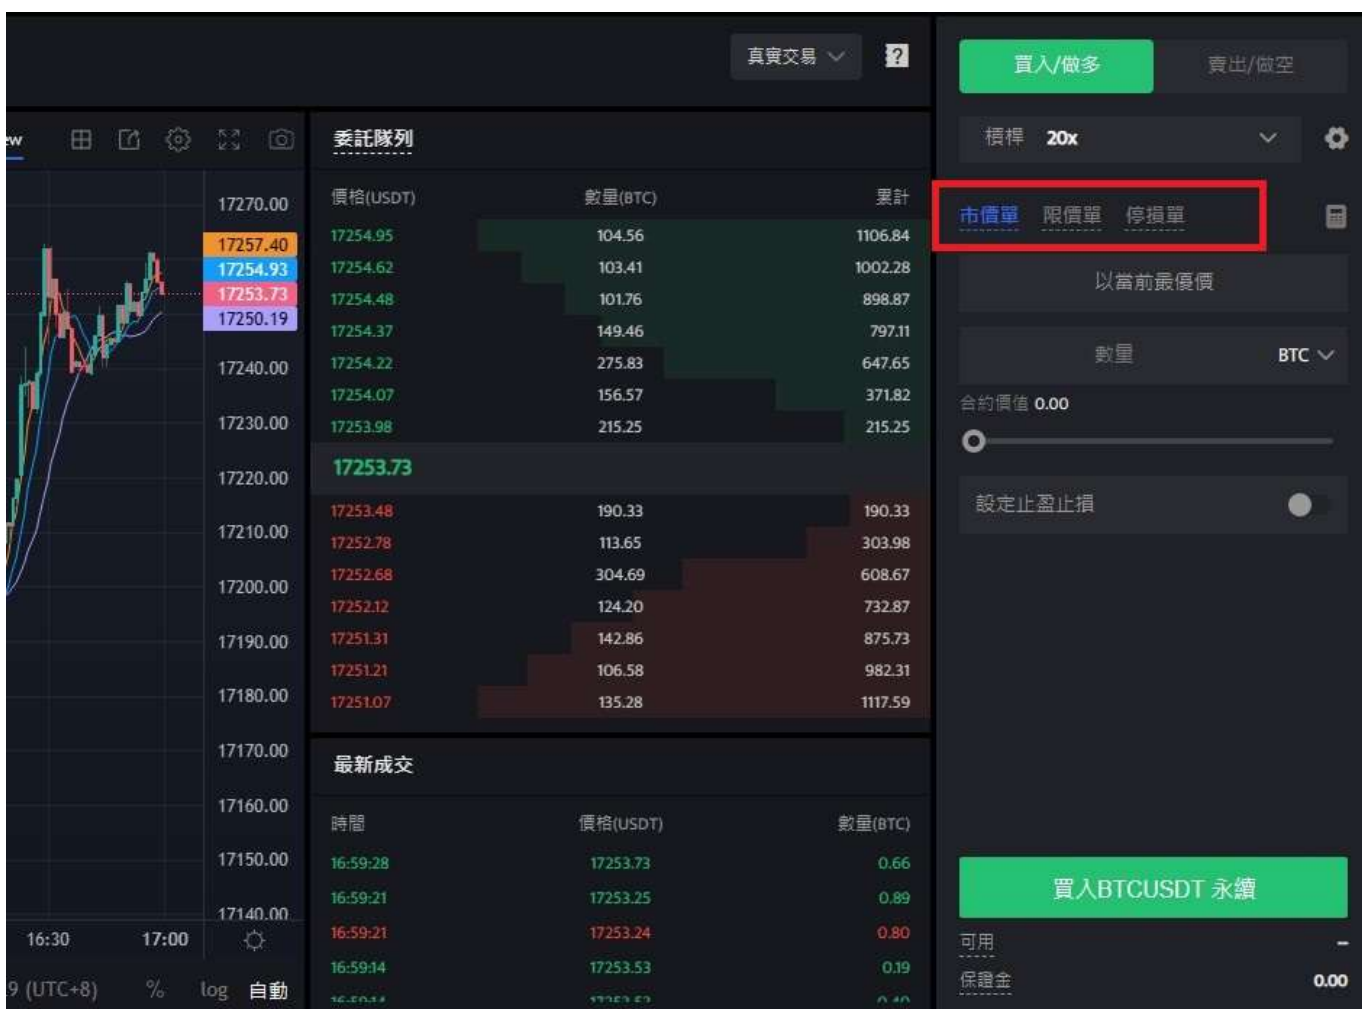 真實交易
買入/做多 賣出/做空
槓桿 20x
市價單 限價單 停損單
以當前最優價
數量 BTC
合約價值 0.00
設定止盈止損
買入BTCUSDT 永續
可用 --
保證金 0.00
委託隊列
價格(USDT) 數量(BTC) 累計
17254.95 104.56 1106.84
17254.62 103.41 1002.28
17254.48 101.76 898.87
17254.37 149.46 797.11
17254.22 275.83 647.65
17254.07 156.57 371.82
17253.98 215.25 215.25
17253.73
17253.48 190.33 190.33
17252.78 113.65 303.98
17252.68 304.69 608.67
17252.12 124.20 732.87
17251.31 142.86 875.73
17251.21 106.58 982.31
17251.07 135.28 1117.59
最新成交
時間 價格(USDT) 數量(BTC)
16:59:28 17253.73 0.66
16:59:21 17253.25 0.89
16:59:21 17253.24 0.80
16:59:14 17253.53 0.19
17270.00
17257.40
17254.93
17253.73
17250.19
17240.00
17230.00
17220.00
17210.00
17200.00
17190.00
17180.00
17170.00
17160.00
17150.00
17140.00
16:30 17:00
9 (UTC+8) % log 自動